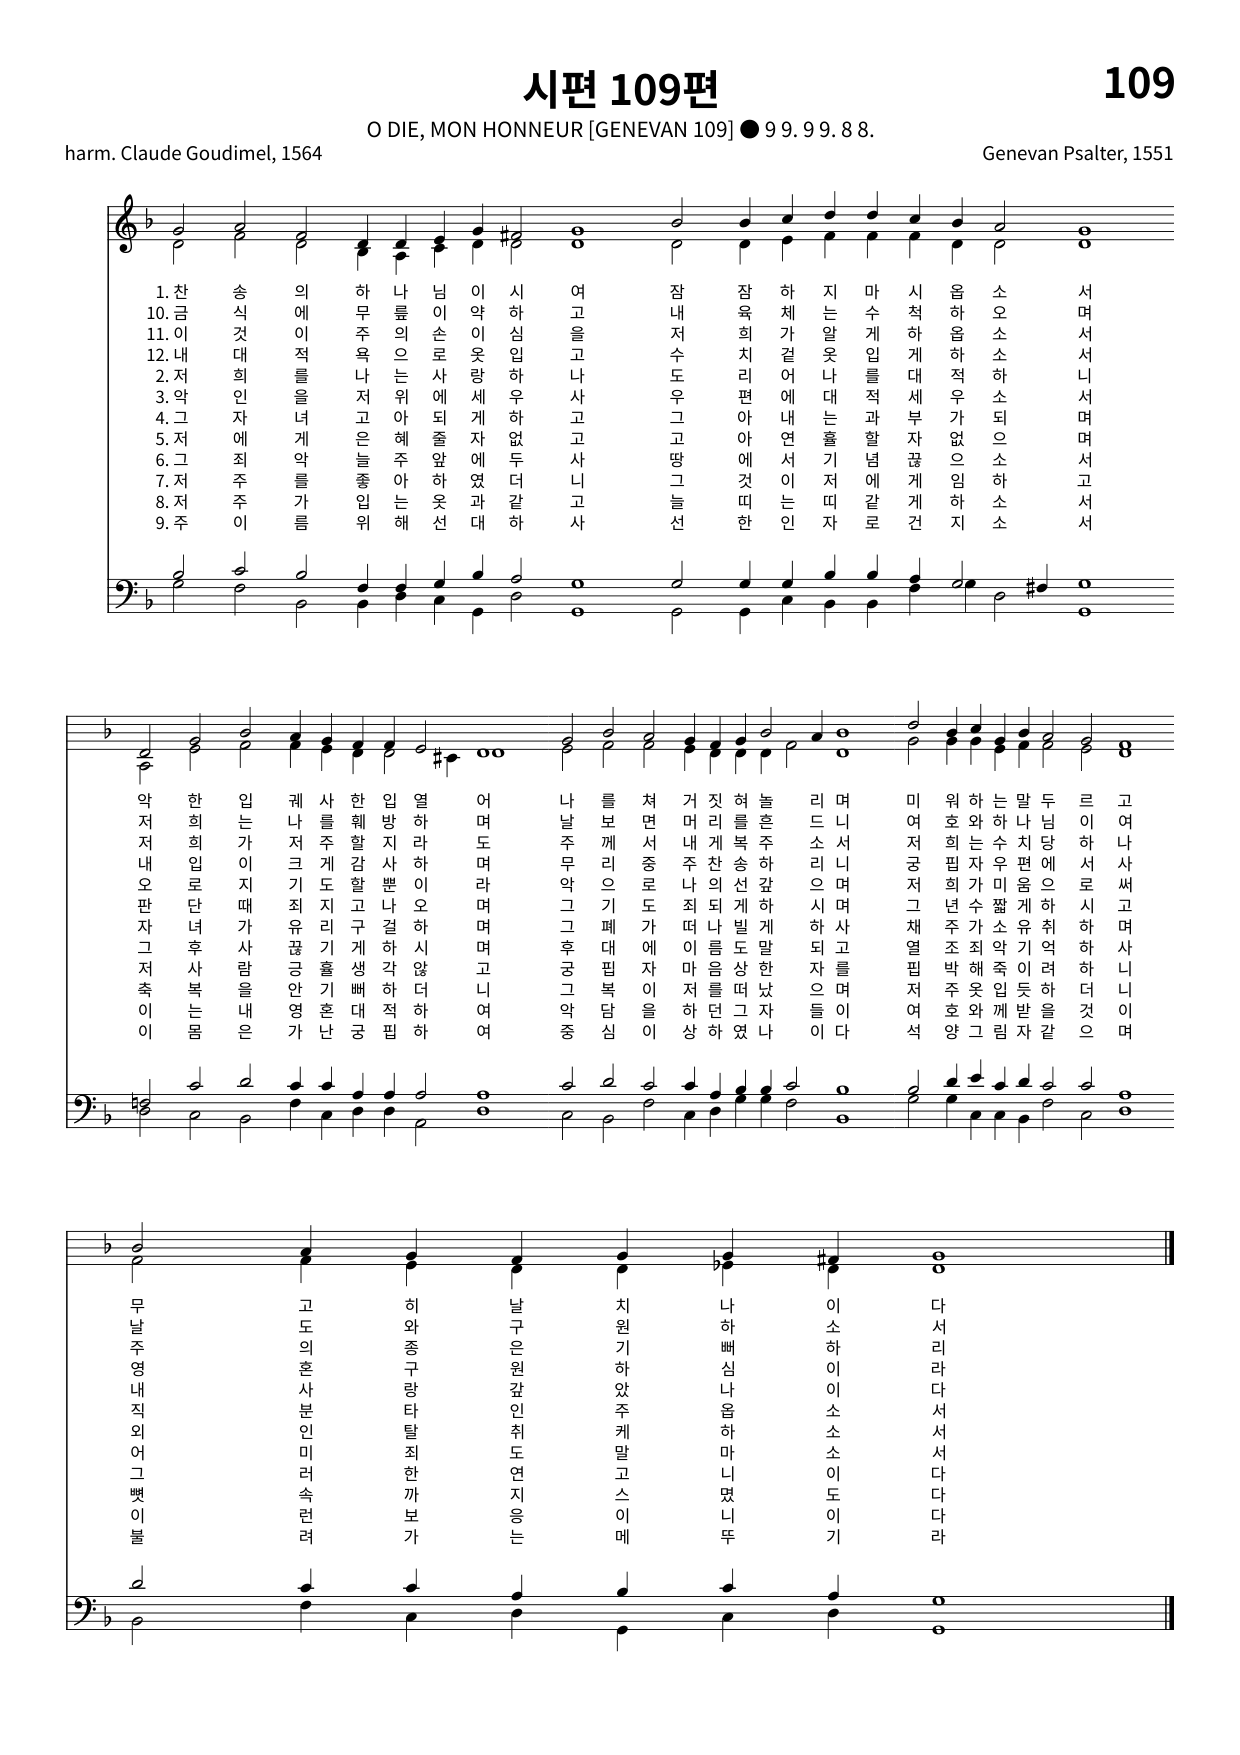 시편 109편
109
O DIE, MON HONNEUR [GENEVAN 109] ● 9 9. 9 9. 8 8.
harm. Claude Goudimel, 1564
Genevan Psalter, 1551
1. 찬 송 의 하 나 님 이 시 여 잠 잠 하 지 마 시 옵 소 서
10. 금 식 에 무 릎 이 약 하 고 내 육 체 는 수 척 하 오 며
11. 이 것 이 주 의 손 이 심 을 저 희 가 알 게 하 옵 소 서
12. 내 대 적 욕 으 로 옷 입 고 수 치 겉 옷 입 게 하 소 서
2. 저 희 를 나 는 사 랑 하 나 도 리 어 나 를 대 적 하 니
3. 악 인 을 저 위 에 세 우 사 우 편 에 대 적 세 우 소 서
4. 그 자 녀 고 아 되 게 하 고 그 아 내 는 과 부 가 되 며
5. 저 에 게 은 혜 줄 자 없 고 고 아 연 휼 할 자 없 으 며
6. 그 죄 악 늘 주 앞 에 두 사 땅 에 서 기 념 끊 으 소 서
7. 저 주 를 좋 아 하 였 더 니 그 것 이 저 에 게 임 하 고
8. 저 주 가 입 는 옷 과 같 고 늘 띠 는 띠 같 게 하 소 서
9. 주 이 름 위 해 선 대 하 사 선 한 인 자 로 건 지 소 서
악 한 입 궤 사 한 입 열 어 나 를 쳐 거 짓 혀 놀 리 며 미 워 하 는 말 두 르 고
저 희 는 나 를 훼 방 하 며 날 보 면 머 리 를 흔 드 니 여 호 와 하 나 님 이 여
저 희 가 저 주 할 지 라 도 주 께 서 내 게 복 주 소 서 저 희 는 수 치 당 하 나
내 입 이 크 게 감 사 하 며 무 리 중 주 찬 송 하 리 니 궁 핍 자 우 편 에 서 사
오 로 지 기 도 할 뿐 이 라 악 으 로 나 의 선 갚 으 며 저 희 가 미 움 으 로 써
판 단 때 죄 지 고 나 오 며 그 기 도 죄 되 게 하 시 며 그 년 수 짧 게 하 시 고
자 녀 가 유 리 구 걸 하 며 그 폐 가 떠 나 빌 게 하 사 채 주 가 소 유 취 하 며
그 후 사 끊 기 게 하 시 며 후 대 에 이 름 도 말 되 고 열 조 죄 악 기 억 하 사
저 사 람 긍 휼 생 각 않 고 궁 핍 자 마 음 상 한 자 를 핍 박 해 죽 이 려 하 니
축 복 을 안 기 뻐 하 더 니 그 복 이 저 를 떠 났 으 며 저 주 옷 입 듯 하 더 니
이 는 내 영 혼 대 적 하 여 악 담 을 하 던 그 자 들 이 여 호 와 께 받 을 것 이
이 몸 은 가 난 궁 핍 하 여 중 심 이 상 하 였 나 이 다 석 양 그 림 자 같 으 며
무 고 히 날 치 나 이 다
날 도 와 구 원 하 소 서
주 의 종 은 기 뻐 하 리
영 혼 구 원 하 심 이 라
내 사 랑 갚 았 나 이 다
직 분 타 인 주 옵 소 서
외 인 탈 취 케 하 소 서
어 미 죄 도 말 마 소 서
그 러 한 연 고 니 이 다
뼛 속 까 지 스 몄 도 다
이 런 보 응 이 니 이 다
불 려 가 는 메 뚜 기 라